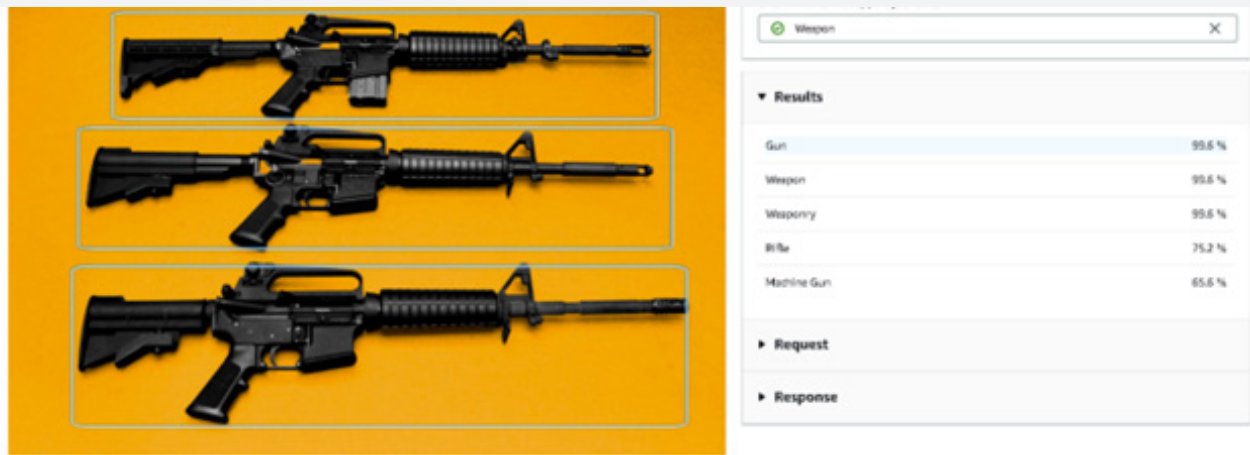 Weapon
Results
Gun 99.6 %
Weapon 99.6 %
Weaponry 99.6 %
Rifle 75.2 %
Machine Gun 65.6 %
Request
Response